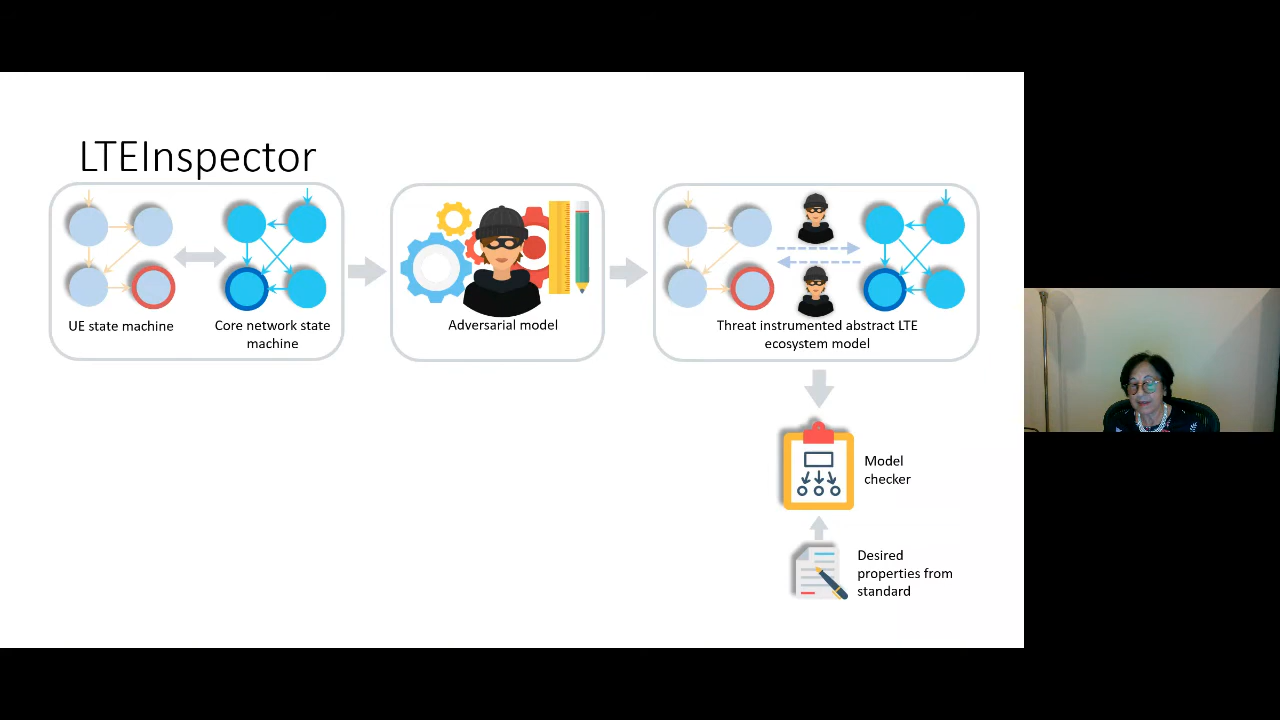 LTEInspector
UE state machine
Core network state
machine
Adversarial model
Threat instrumented abstract LTE
ecosystem model
Model
checker
Desired
properties from
standard